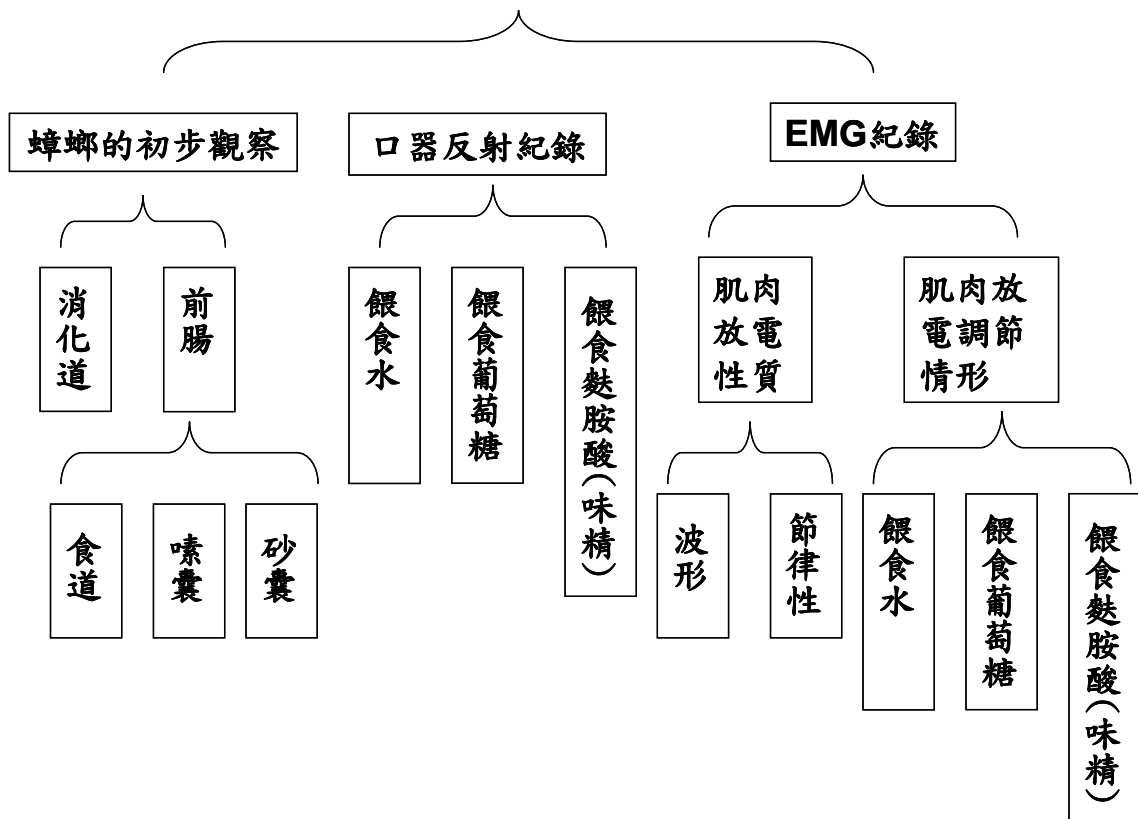 蟑螂的初步觀察
口器反射紀錄
EMG紀錄
消化道
前腸
餵食水
餵食葡萄糖
餵食麩胺酸(味精)
肌肉
放電
性質
肌肉放
電調節
情形
食道
嗉囊
砂囊
波形
節律性
餵食水
餵食葡萄糖
餵食麩胺酸(味精)